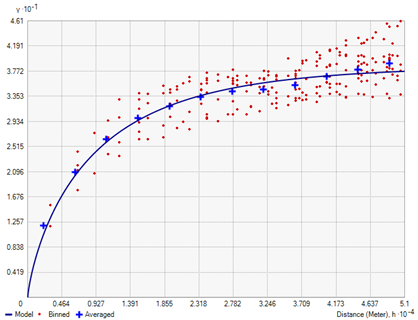 γ ·10⁻¹
4.61
4.191
3.772
3.353
2.934
2.515
2.096
1.257
0.838
0.419
0 0.464 0.927 1.391 1.855 2.318 2.782 3.246 3.709 4.173 4.637 5.1
Distance (Meter), h ·10⁻⁴
Model Binned Averaged